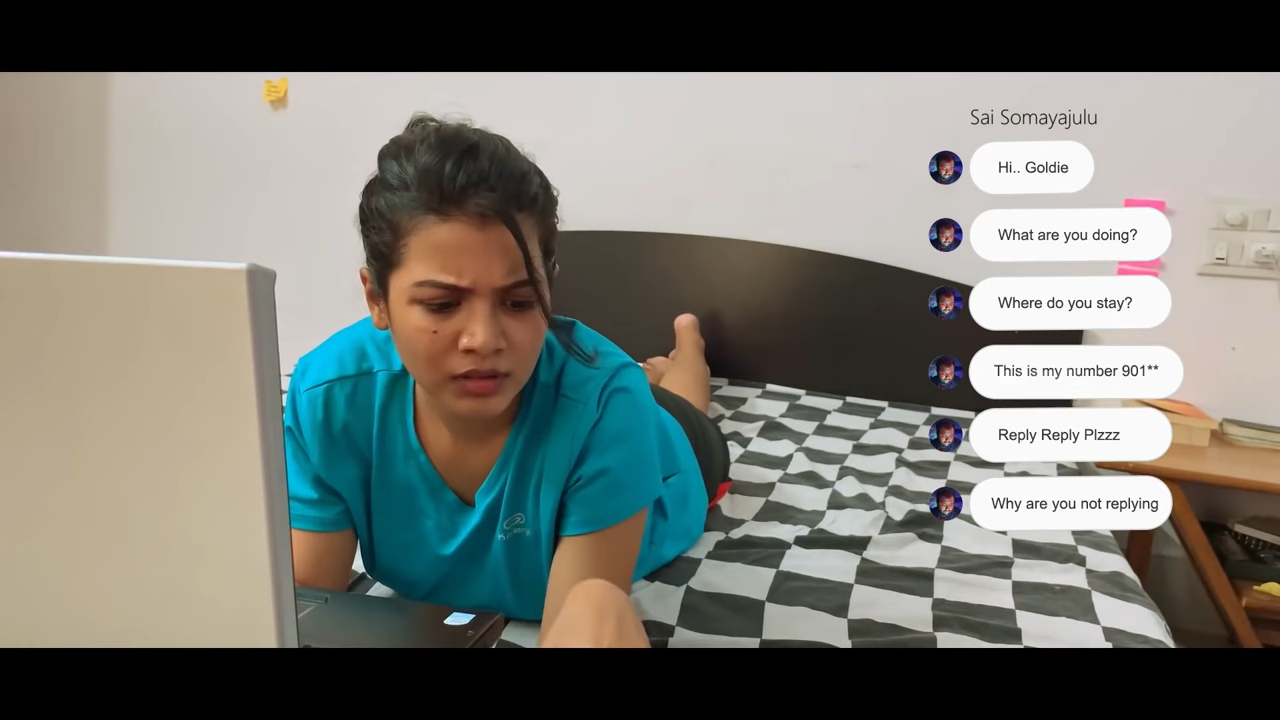 Sai Somayajulu
Hi.. Goldie
What are you doing?
Where do you stay?
This is my number 901**
Reply Reply Plzzz
Why are you not replying